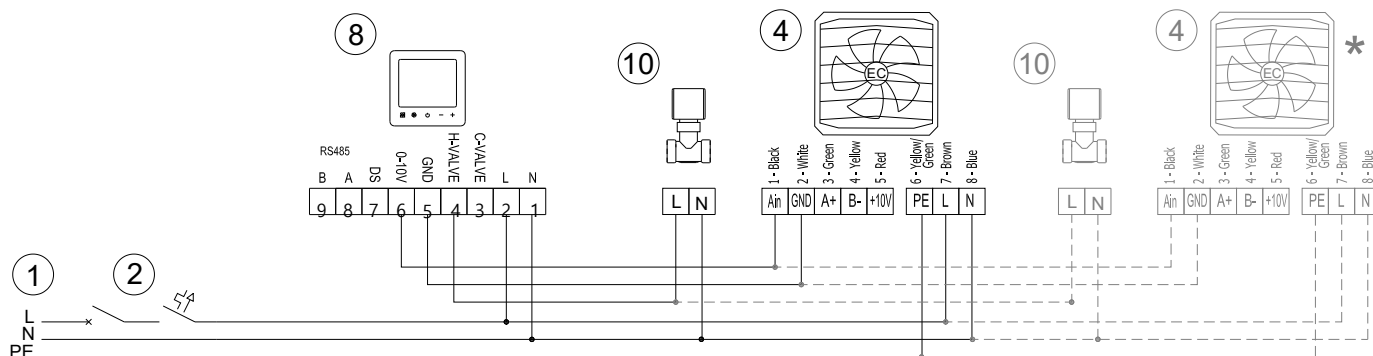 8
10
4
EC
10
4
EC
*
RS485
B
A
DS
0-10V
GND
H-VALVE
C-VALVE
L
N
9 8 7 6 5 4 3 2 1
L N
1 - Black
2 - White
3 - Green
4 - Yellow
5 - Red
6 - Yellow/
Green
7 - Brown
8 - Blue
Ain GND A+ B- +10V PE L N
L N
1 - Black
2 - White
3 - Green
4 - Yellow
5 - Red
6 - Yellow/
Green
7 - Brown
8 - Blue
Ain GND A+ B- +10V PE L N
1
2
L
N
PE